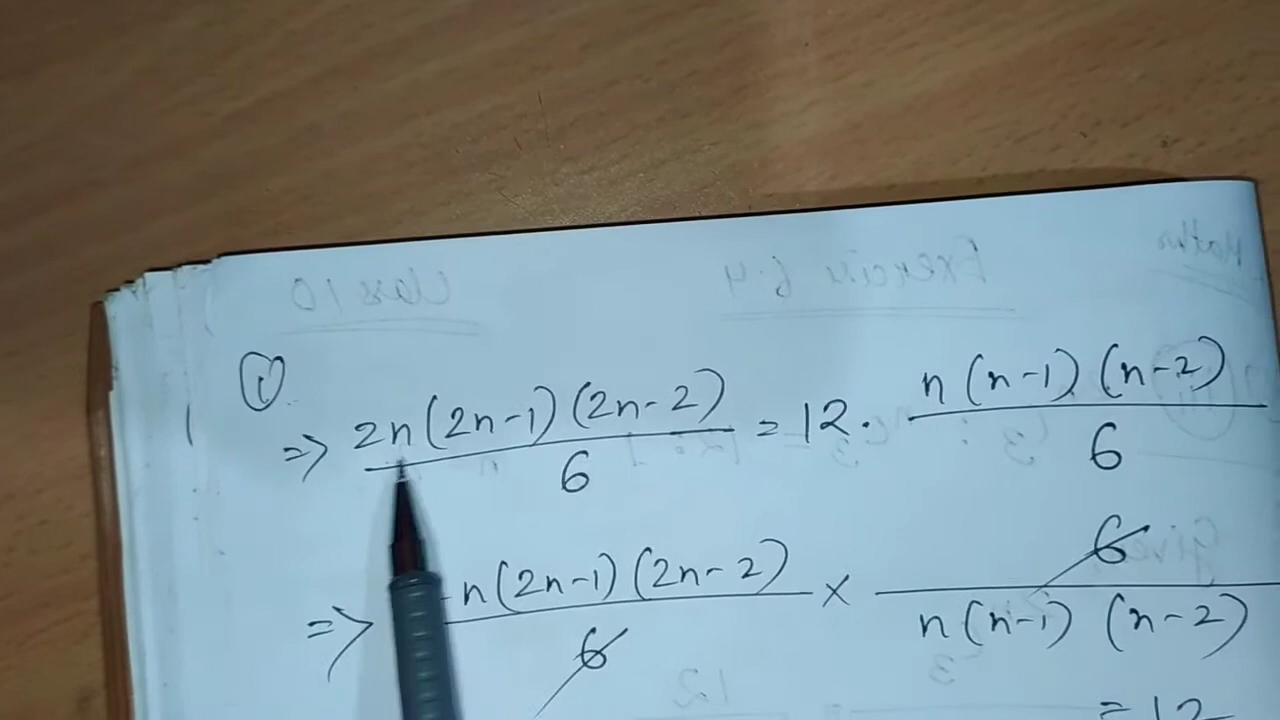 (i)
=> 2n(2n-1)(2n-2)/6 = 12 . n(n-1)(n-2)/6
=> n(2n-1)(2n-2)/6 × 6/n(n-1)(n-2)
= 12